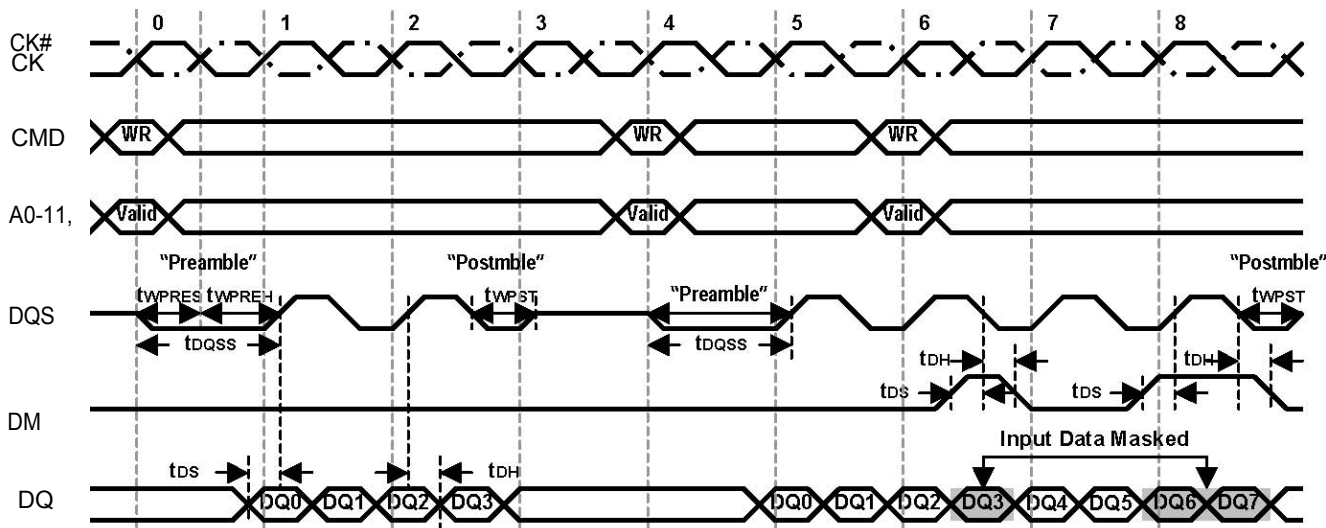 0 1 2 3 4 5 6 7 8
CK#
CK
CMD WR WR WR
A0-11, Valid Valid Valid
“Preamble” “Postmble” “Postmble”
tWPRES tWPREH tWPST “Preamble” tWPST
DQS
tDQSS tDQSS
tDH tDH
tDS tDS
DM
Input Data Masked
tDS tDH
DQ DQ0 DQ1 DQ2 DQ3 DQ0 DQ1 DQ2 DQ3 DQ4 DQ5 DQ6 DQ7